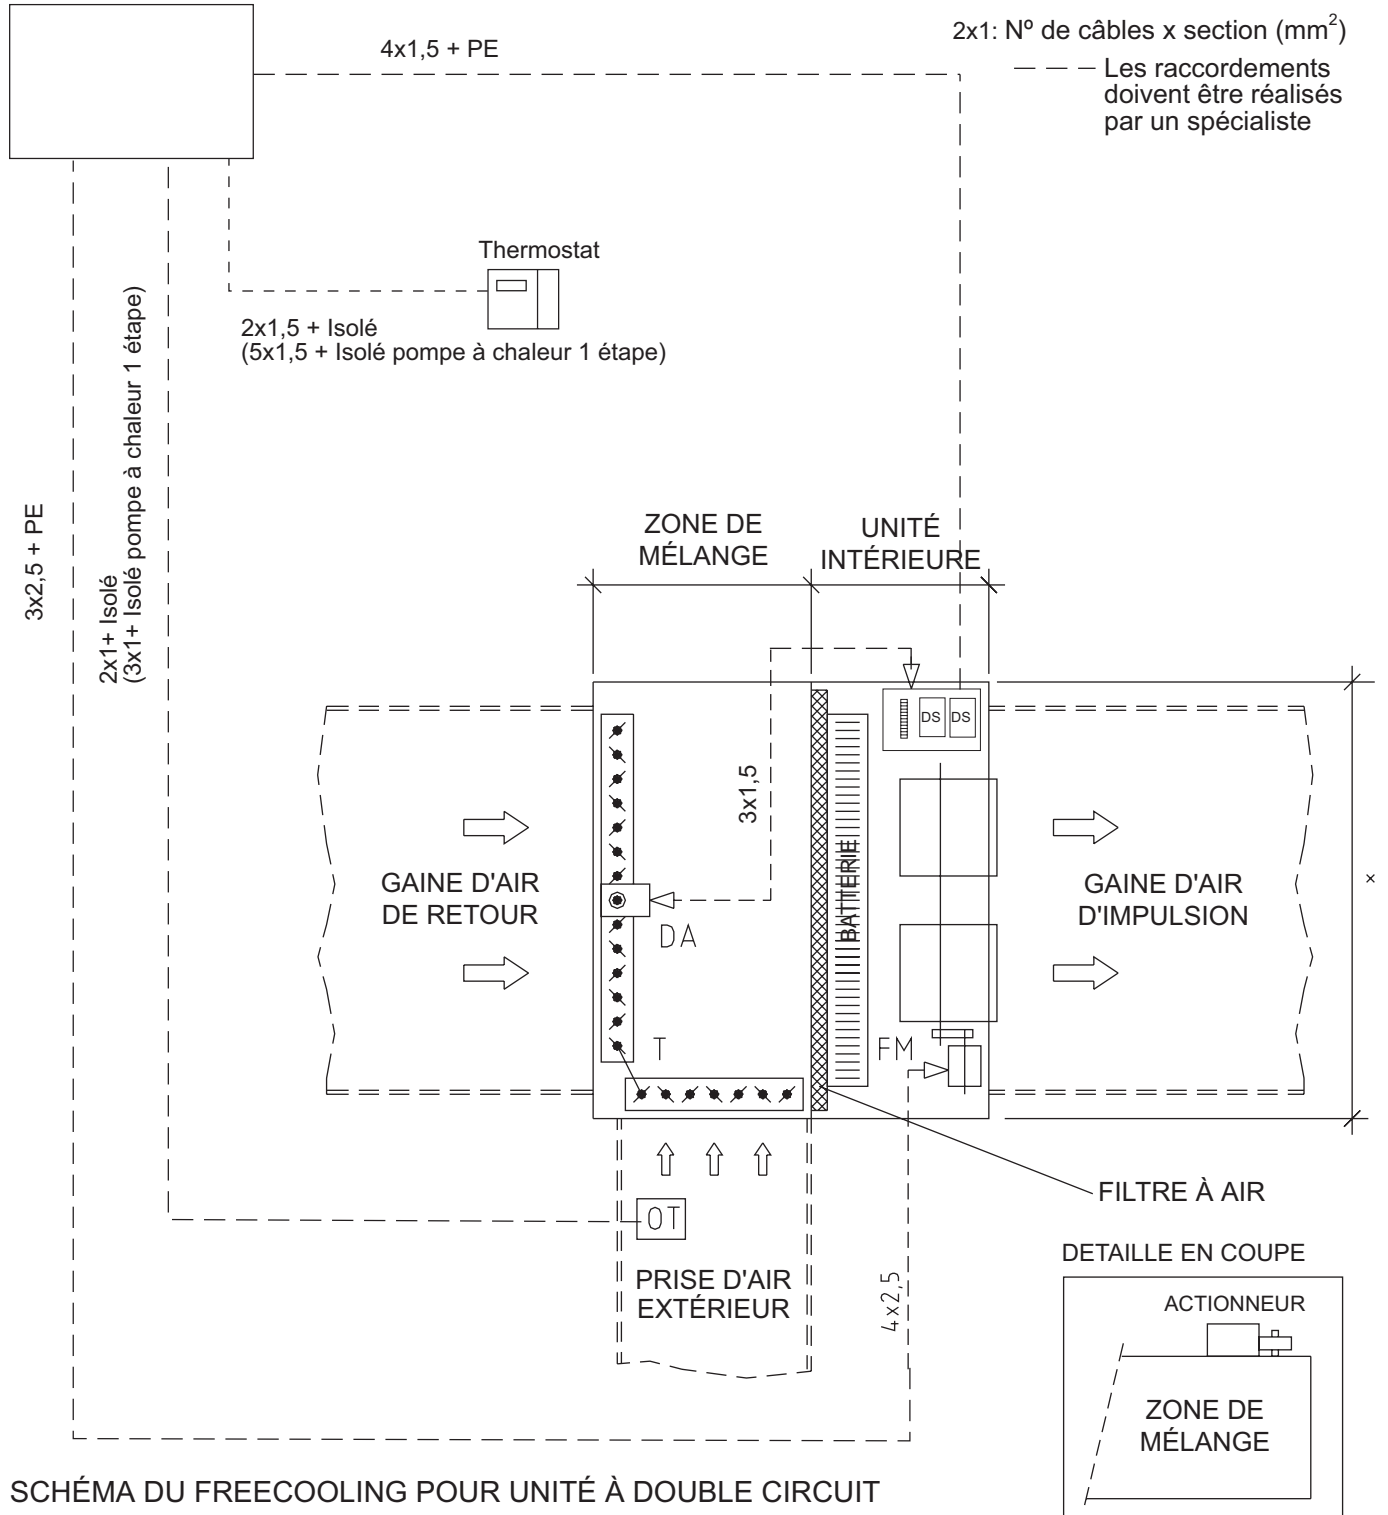 4x1,5 + PE
2x1: Nº de câbles x section (mm²)
Les raccordements
doivent être réalisés
par un spécialiste
Thermostat
2x1,5 + Isolé
(5x1,5 + Isolé pompe à chaleur 1 étape)
3x2,5 + PE
2x1+ Isolé
(3x1+ Isolé pompe à chaleur 1 étape)
ZONE DE
MÉLANGE
UNITÉ
INTÉRIEURE
DS
DS
3x1,5
BATTERIE
GAINE D'AIR
DE RETOUR
DA
GAINE D'AIR
D'IMPULSION
x
T
FM
FILTRE À AIR
OT
PRISE D'AIR
EXTÉRIEUR
4x2,5
DETAILLE EN COUPE
ACTIONNEUR
ZONE DE
MÉLANGE
SCHÉMA DU FREECOOLING POUR UNITÉ À DOUBLE CIRCUIT